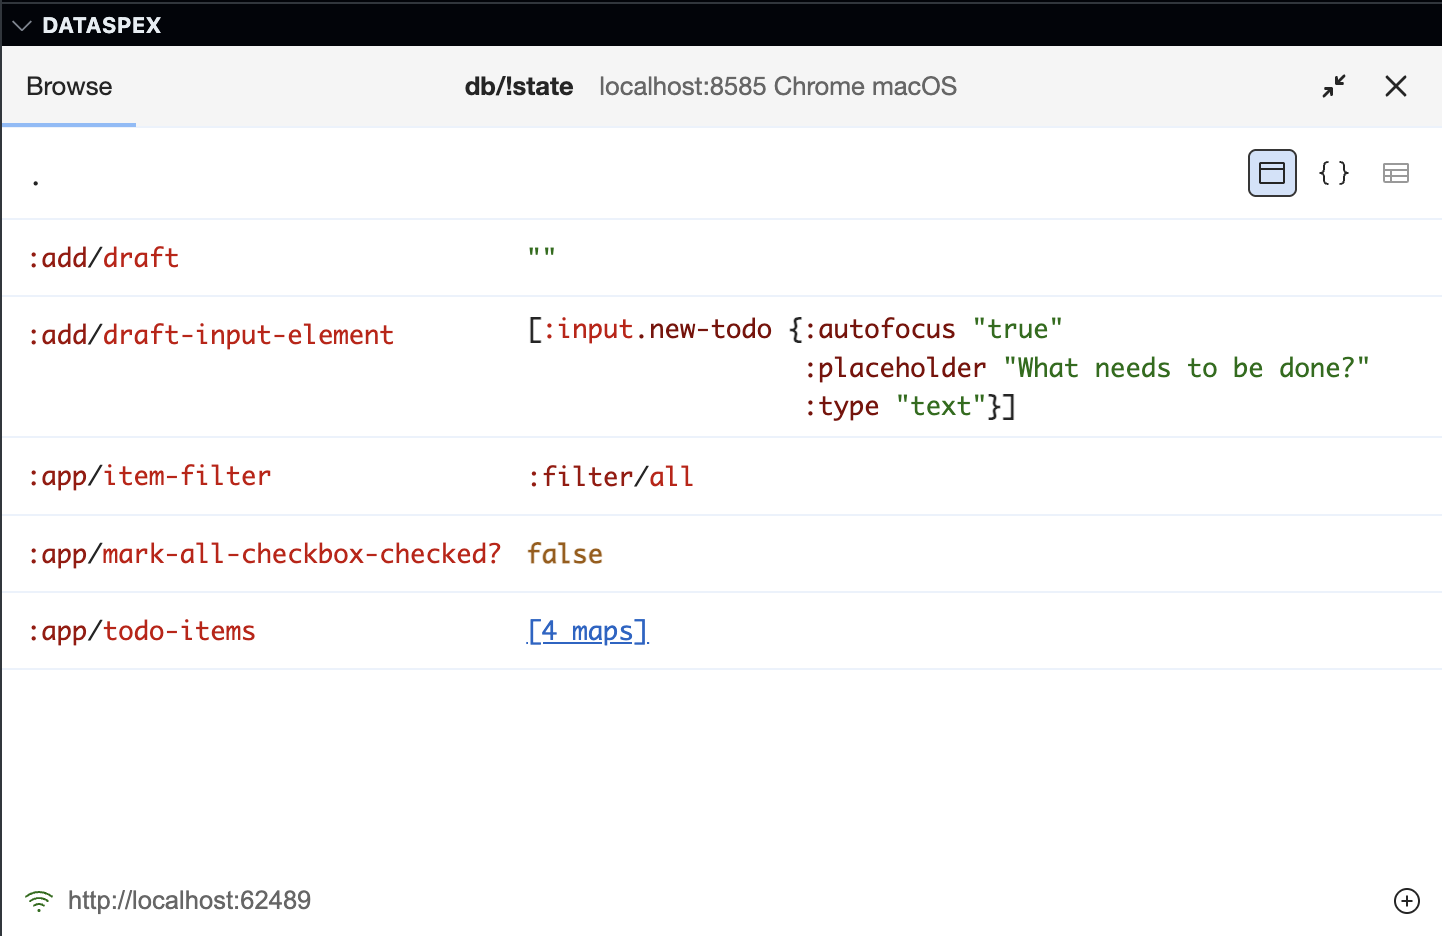 DATASPEX
Browse db/!state localhost:8585 Chrome macOS
.
{ }
:add/draft ""
:add/draft-input-element [:input.new-todo {:autofocus "true"
:placeholder "What needs to be done?"
:type "text"}]
:app/item-filter :filter/all
:app/mark-all-checkbox-checked? false
:app/todo-items [4 maps]
http://localhost:62489